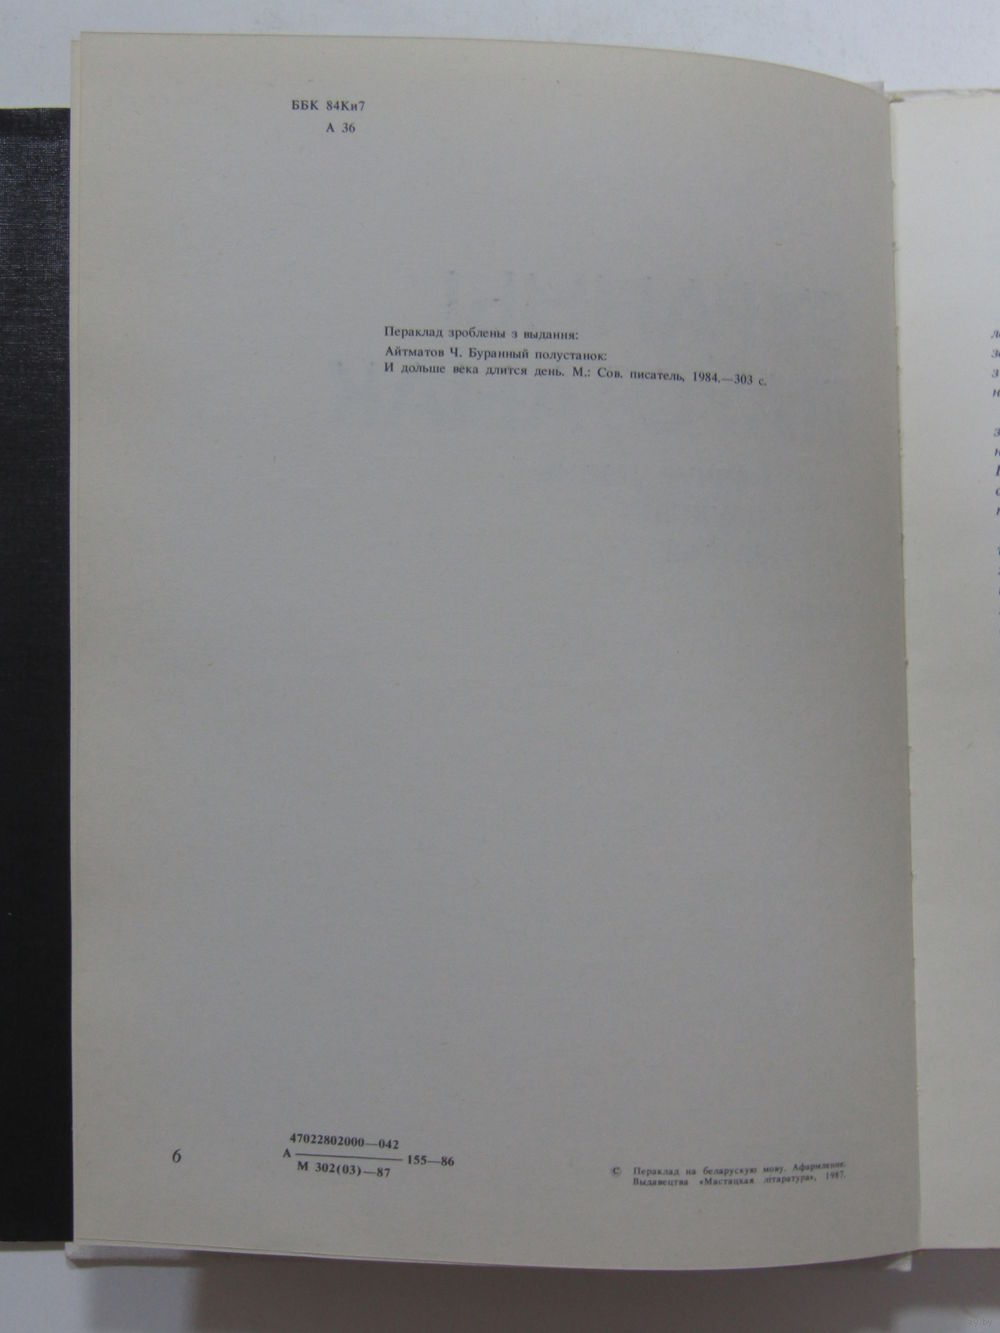 ББК 84Ки7
А 36
Пераклад зроблены з выдання:
Айтматов Ч. Буранный полустанок:
И дольше века длится день. М.: Сов. писатель, 1984.—303 с.
47022802000—042
А 155—86
М 302(03)—87
6
© Пераклад на беларускую мову. Афармленне.
Выдавецтва «Мастацкая літаратура», 1987.